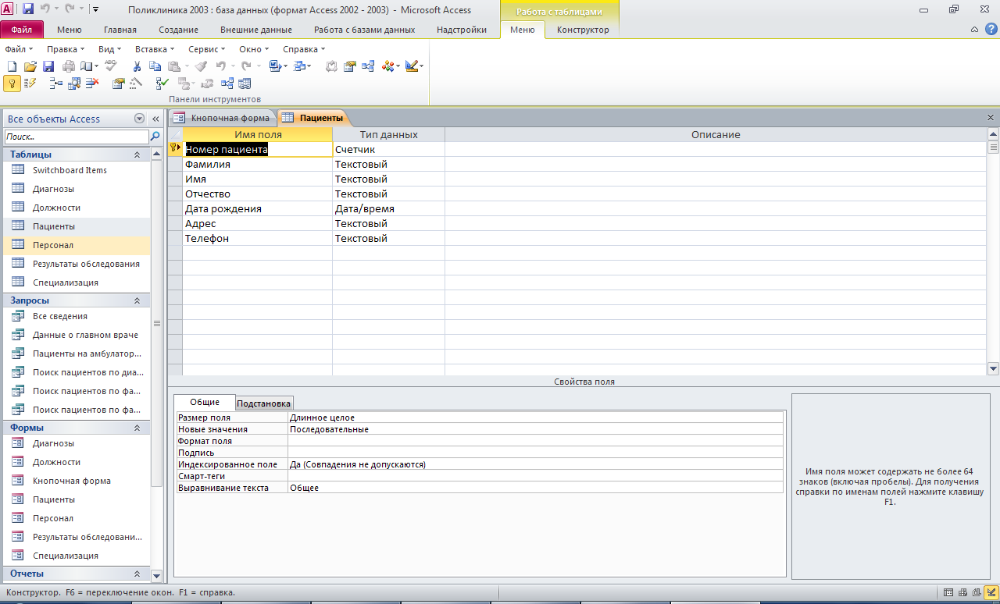 Поликлиника 2003 : база данных (формат Access 2002 - 2003) - Microsoft Access
Работа с таблицами
Файл Меню Главная Создание Внешние данные Работа с базами данных Надстройки Меню Конструктор
Файл Правка Вид Вставка Сервис Окно Справка
Панели инструментов
Все объекты Access
Поиск...
Таблицы
Switchboard Items
Диагнозы
Должности
Пациенты
Персонал
Результаты обследования
Специализация
Запросы
Все сведения
Данные о главном враче
Пациенты на амбулатор...
Поиск пациентов по диа...
Поиск пациентов по фа...
Поиск пациентов по фа...
Формы
Диагнозы
Должности
Кнопочная форма
Пациенты
Персонал
Результаты обследовани...
Специализация
Отчеты
Кнопочная форма Пациенты
Имя поля Тип данных Описание
Номер пациента Счетчик
Фамилия Текстовый
Имя Текстовый
Отчество Текстовый
Дата рождения Дата/время
Адрес Текстовый
Телефон Текстовый
Свойства поля
Общие Подстановка
Размер поля Длинное целое
Новые значения Последовательные
Формат поля
Подпись
Индексированное поле Да (Совпадения не допускаются)
Смарт-теги
Выравнивание текста Общее
Имя поля может содержать не более 64
знаков (включая пробелы). Для получения
справки по именам полей нажмите клавишу
F1.
Конструктор. F6 = переключение окон. F1 = справка.